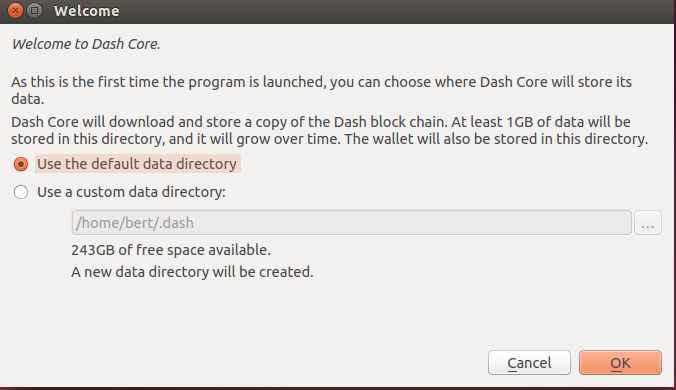 Welcome
Welcome to Dash Core.
As this is the first time the program is launched, you can choose where Dash Core will store its
data.
Dash Core will download and store a copy of the Dash block chain. At least 1GB of data will be
stored in this directory, and it will grow over time. The wallet will also be stored in this directory.
Use the default data directory
Use a custom data directory:
/home/bert/.dash
...
243GB of free space available.
A new data directory will be created.
Cancel
OK